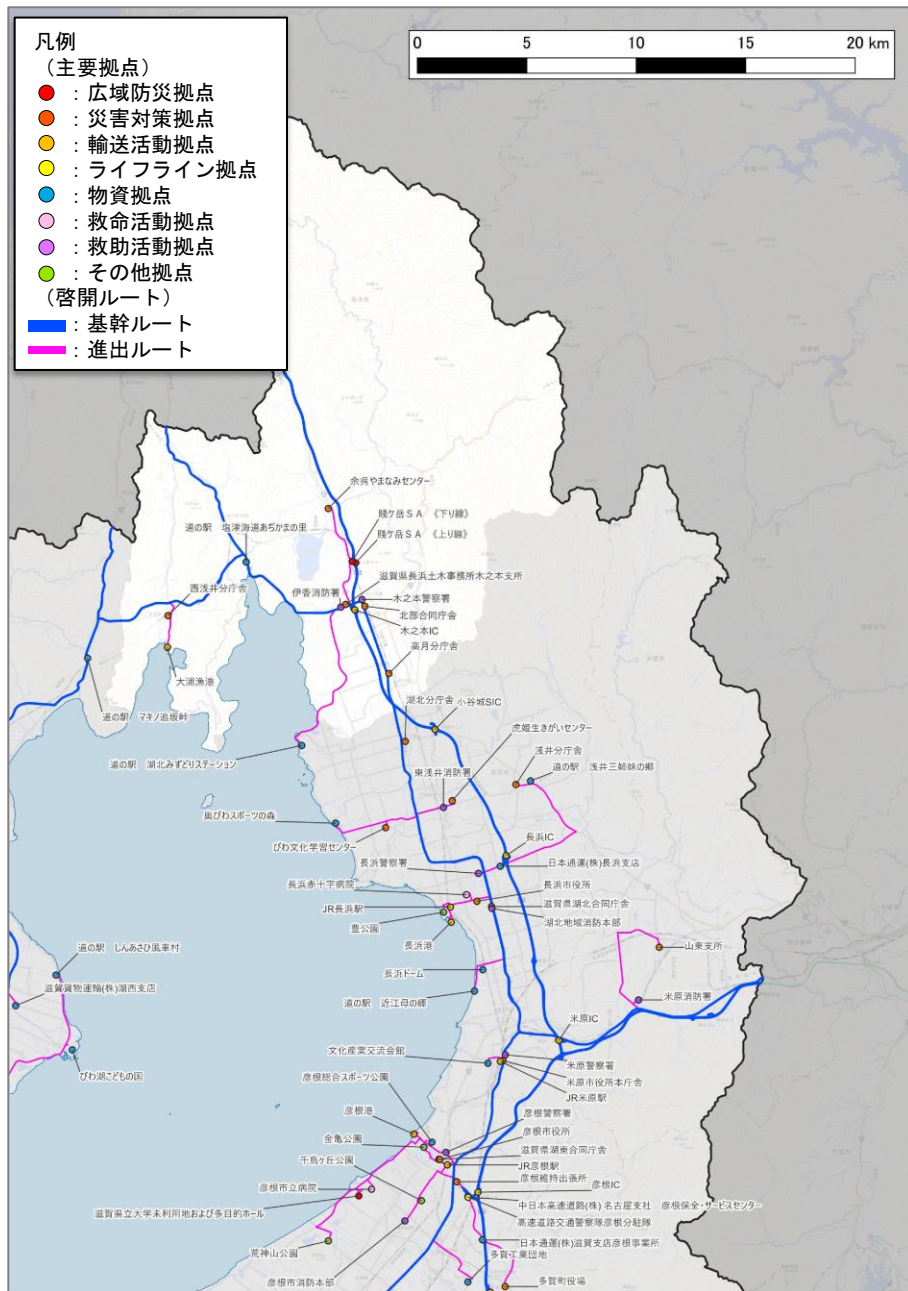 凡例
（主要拠点）
：広域防災拠点
：災害対策拠点
：輸送活動拠点
：ライフライン拠点
：物資拠点
：救命活動拠点
：救助活動拠点
：その他拠点
（啓開ルート）
：基幹ルート
：進出ルート
0 5 10 15 20 km
余呉やまなみセンター
賤ケ岳SA 《下り線》
道の駅 塩津海道あぢかまの里
賤ケ岳SA 《上り線》
滋賀県長浜土木事務所木之本支所
西浅井分庁舎
伊香消防署
木之本警察署
北部合同庁舎
木之本IC
高月分庁舎
大浦漁港
道の駅 マキノ追坂峠
湖北分庁舎
小谷城SIC
虎姫生きがいセンター
浅井分庁舎
道の駅 湖北みずどりステーション
道の駅 浅井三姉妹の郷
東浅井消防署
奥びわスポーツの森
びわ文化学習センター
長浜IC
長浜警察署
日本通運(株)長浜支店
長浜赤十字病院
長浜市役所
JR長浜駅
滋賀県湖北合同庁舎
豊公園
湖北地域消防本部
長浜港
山東支所
道の駅 しんあさひ風車村
長浜ドーム
滋賀貨物運輸(株)湖西支店
道の駅 近江母の郷
米原消防署
米原IC
びわ湖こどもの国
文化産業交流会館
米原警察署
米原市役所本庁舎
彦根総合スポーツ公園
JR米原駅
彦根港
彦根警察署
金亀公園
彦根市役所
滋賀県湖東合同庁舎
千鳥ヶ丘公園
JR彦根駅
彦根維持出張所
彦根市立病院
彦根IC
中日本高速道路(株)名古屋支社 彦根保全・サービスセンター
滋賀県立大学未利用地および多目的ホール
高速道路交通警察隊彦根分駐隊
日本通運(株)滋賀支店彦根事業所
荒神山公園
多賀工業団地
彦根市消防本部
多賀町役場